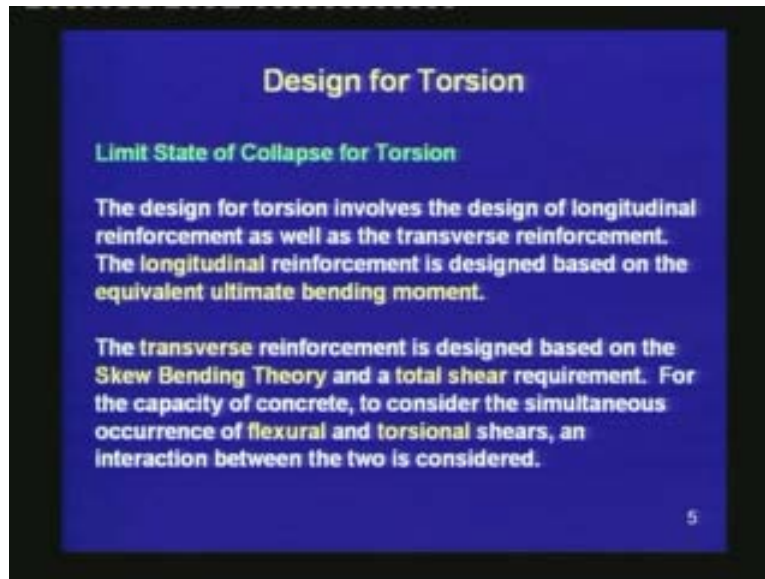 Design for Torsion
Limit State of Collapse for Torsion
The design for torsion involves the design of longitudinal
reinforcement as well as the transverse reinforcement.
The longitudinal reinforcement is designed based on the
equivalent ultimate bending moment.
The transverse reinforcement is designed based on the
Skew Bending Theory and a total shear requirement. For
the capacity of concrete, to consider the simultaneous
occurrence of flexural and torsional shears, an
interaction between the two is considered.
5